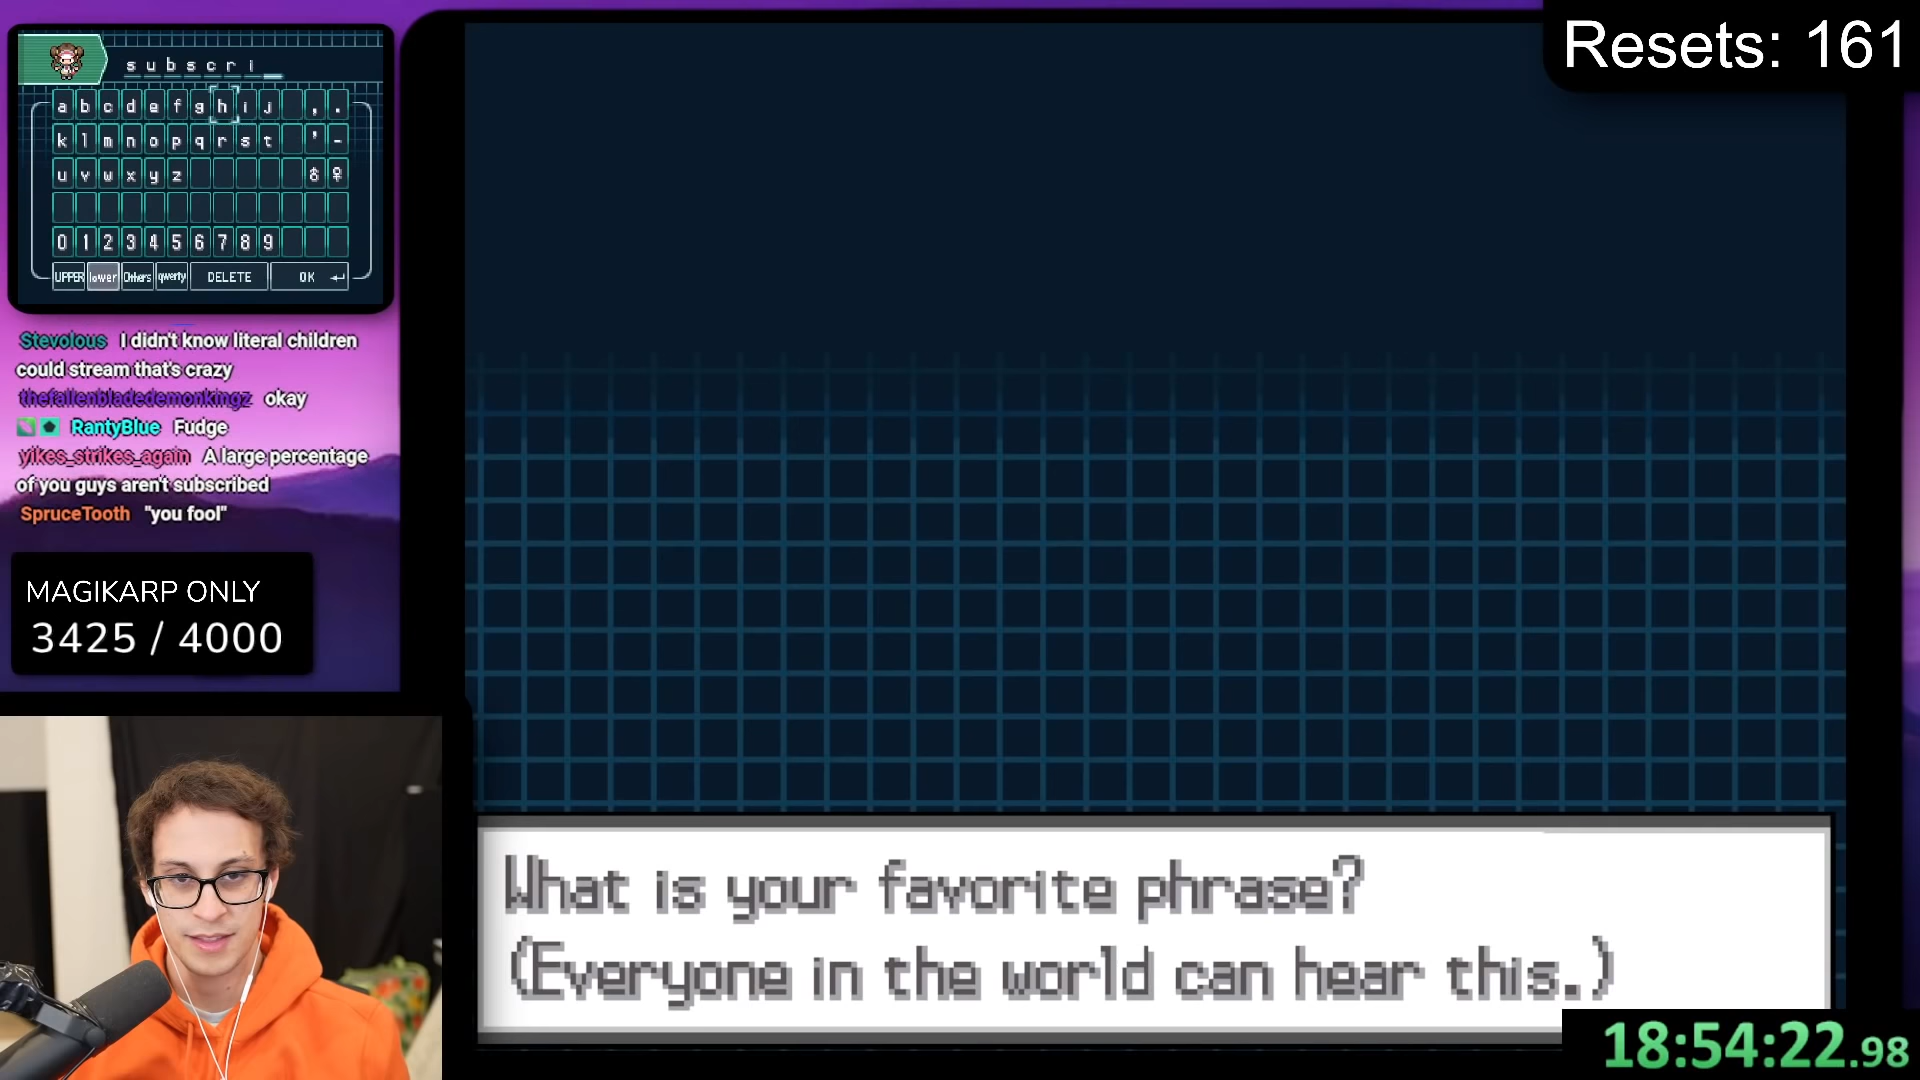 Resets: 161
subscri_
a b c d e f g h i j , .
k l m n o p q r s t ' -
u v w x y z ♂ ♀
0 1 2 3 4 5 6 7 8 9
UPPER lower Others qwerty DELETE OK
Stevolous I didn't know literal children
could stream that's crazy
thefallenbladedemonkingz okay
RantyBlue Fudge
yikes_strikes_again A large percentage
of you guys aren't subscribed
SpruceTooth "you fool"
MAGIKARP ONLY
3425 / 4000
What is your favorite phrase?
(Everyone in the world can hear this.)
18:54:22.98